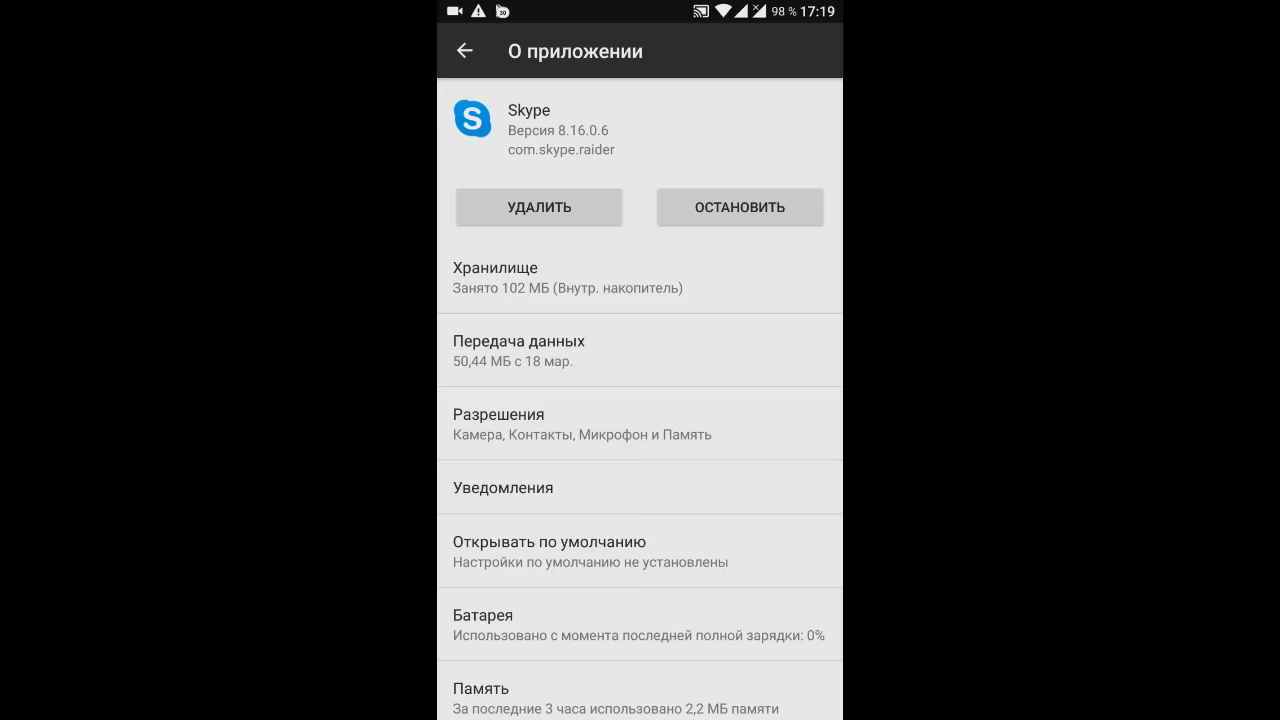 98 % 17:19
О приложении
Skype
Версия 8.16.0.6
com.skype.raider
УДАЛИТЬ
ОСТАНОВИТЬ
Хранилище
Занято 102 МБ (Внутр. накопитель)
Передача данных
50,44 МБ с 18 мар.
Разрешения
Камера, Контакты, Микрофон и Память
Уведомления
Открывать по умолчанию
Настройки по умолчанию не установлены
Батарея
Использовано с момента последней полной зарядки: 0%
Память
За последние 3 часа использовано 2,2 МБ памяти